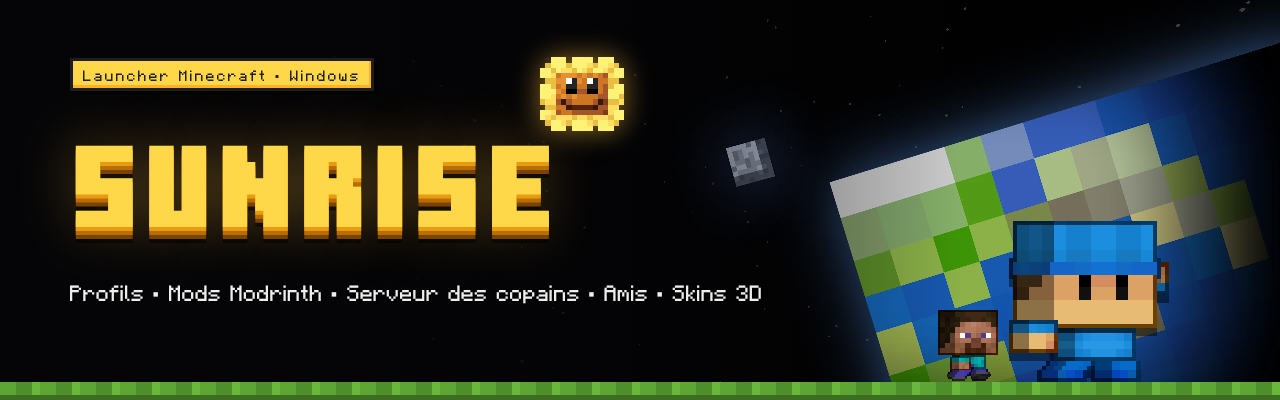 Launcher Minecraft • Windows
SUNRISE
Profils • Mods Modrinth • Serveur des copains • Amis • Skins 3D